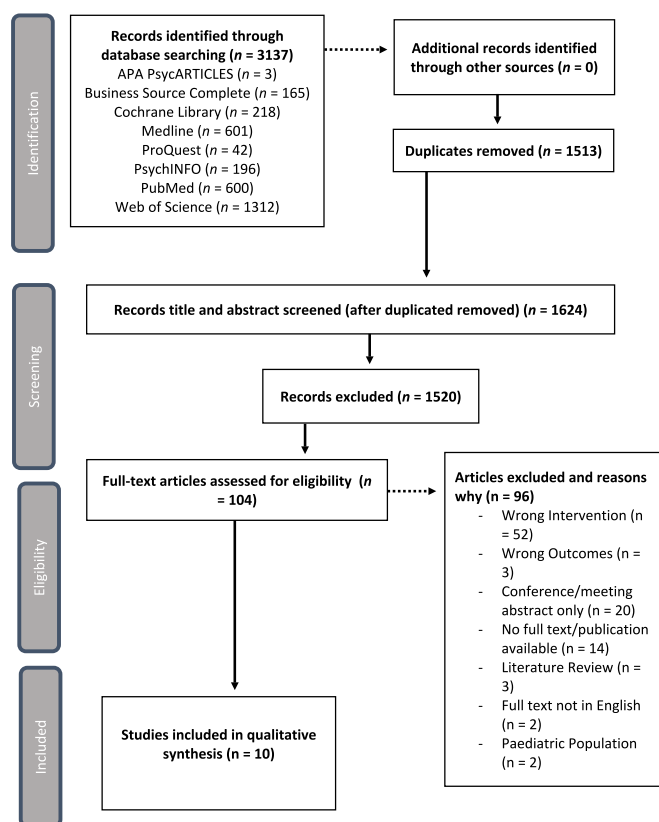 Identification
Records identified through
database searching (n = 3137)
APA PsycARTICLES (n = 3)
Business Source Complete (n = 165)
Cochrane Library (n = 218)
Medline (n = 601)
ProQuest (n = 42)
PsychINFO (n = 196)
PubMed (n = 600)
Web of Science (n = 1312)
Additional records identified
through other sources (n = 0)
Duplicates removed (n = 1513)
Screening
Records title and abstract screened (after duplicated removed) (n = 1624)
Records excluded (n = 1520)
Eligibility
Full-text articles assessed for eligibility (n
= 104)
Articles excluded and reasons
why (n = 96)
- Wrong Intervention (n
= 52)
- Wrong Outcomes (n =
3)
- Conference/meeting
abstract only (n = 20)
- No full text/publication
available (n = 14)
- Literature Review (n =
3)
- Full text not in English
(n = 2)
- Paediatric Population
(n = 2)
Included
Studies included in qualitative
synthesis (n = 10)